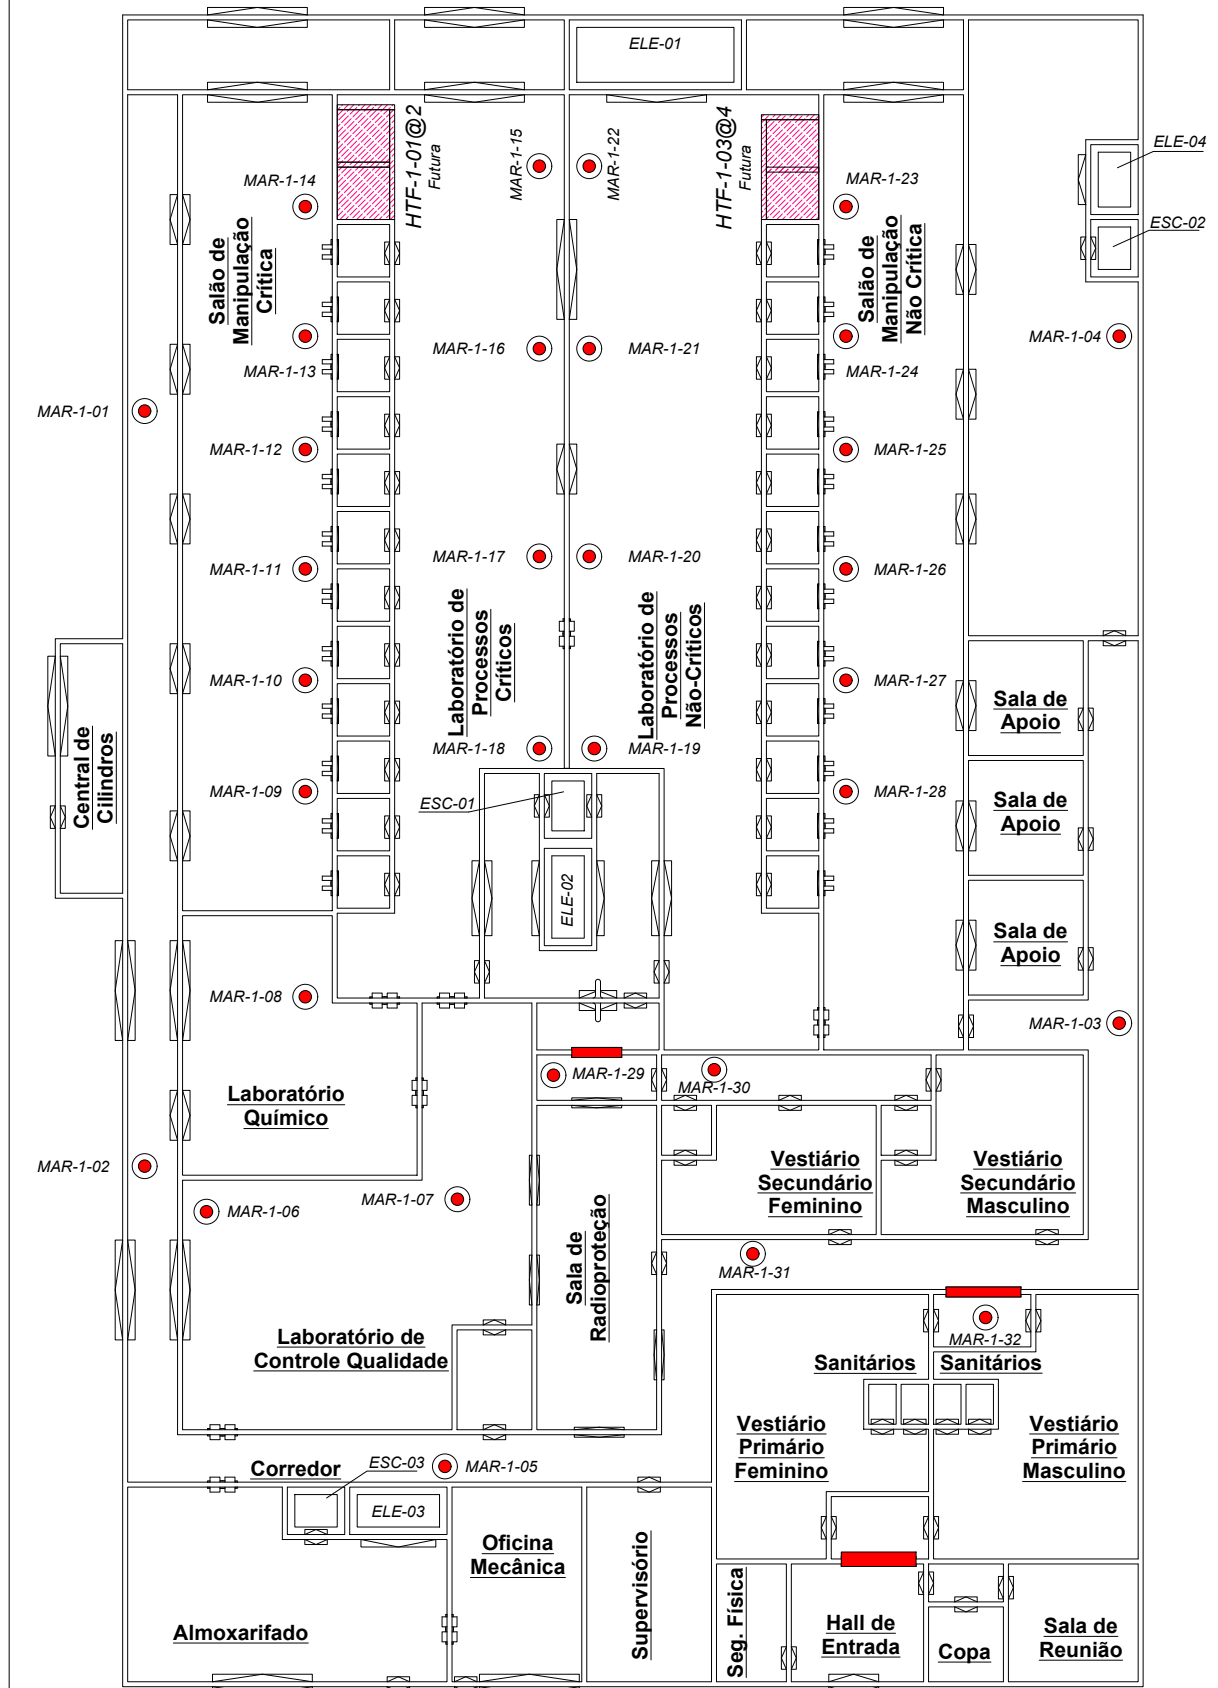 ELE-01
HTF-1-01@2
Futura
MAR-1-15
MAR-1-22
HTF-1-03@4
Futura
ELE-04
MAR-1-14
MAR-1-23
ESC-02
Salão de
Manipulação
Crítica
Salão de
Manipulação
Não Crítica
MAR-1-16
MAR-1-21
MAR-1-04
MAR-1-13
MAR-1-24
MAR-1-01
MAR-1-12
MAR-1-25
MAR-1-17
MAR-1-20
MAR-1-11
MAR-1-26
Laboratório de
Processos
Críticos
Laboratório de
Processos
Não-Críticos
MAR-1-10
MAR-1-27
Sala de
Apoio
Central de
Cilindros
MAR-1-18
MAR-1-19
MAR-1-09
ESC-01
MAR-1-28
Sala de
Apoio
ELE-02
Sala de
Apoio
MAR-1-08
MAR-1-03
MAR-1-29
MAR-1-30
Laboratório
Químico
MAR-1-02
Vestiário
Secundário
Feminino
Vestiário
Secundário
Masculino
MAR-1-07
MAR-1-06
Sala de
Radioproteção
MAR-1-31
Laboratório de
Controle Qualidade
MAR-1-32
Sanitários
Sanitários
Vestiário
Primário
Feminino
Vestiário
Primário
Masculino
Corredor
ESC-03
MAR-1-05
ELE-03
Oficina
Mecânica
Supervisório
Almoxarifado
Seg. Física
Hall de
Entrada
Copa
Sala de
Reunião